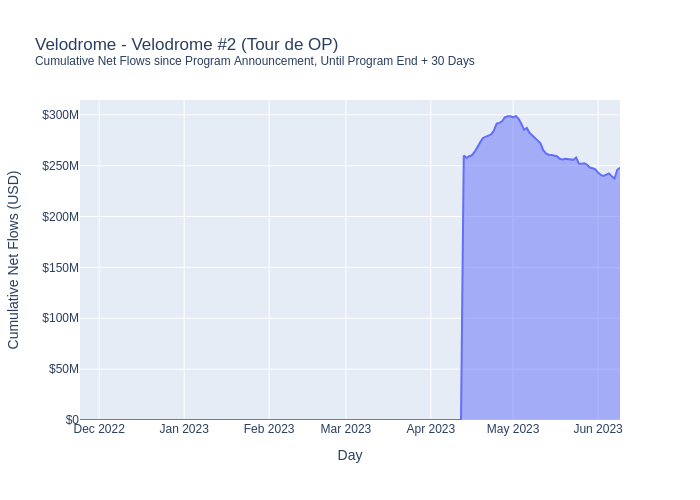 Velodrome - Velodrome #2 (Tour de OP)
Cumulative Net Flows since Program Announcement, Until Program End + 30 Days
$300M
$250M
$200M
$150M
$100M
$50M
$0
Cumulative Net Flows (USD)
Dec 2022 Jan 2023 Feb 2023 Mar 2023 Apr 2023 May 2023 Jun 2023
Day